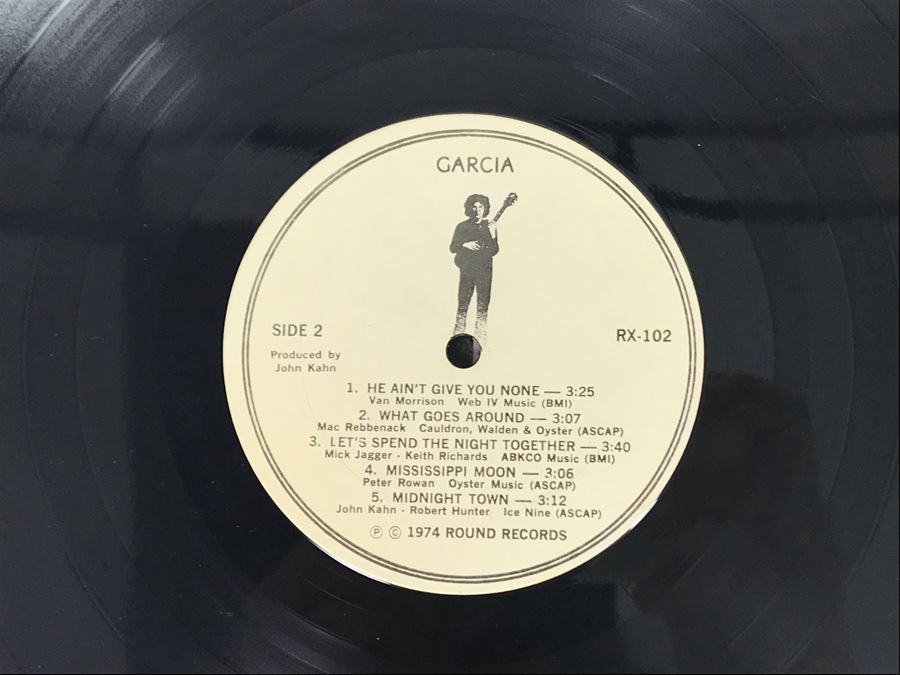 GARCIA
SIDE 2
RX-102
Produced by
John Kahn
1. HE AIN'T GIVE YOU NONE — 3:25
Van Morrison Web IV Music (BMI)
2. WHAT GOES AROUND — 3:07
Mac Rebbenack Cauldron, Walden & Oyster (ASCAP)
3. LET'S SPEND THE NIGHT TOGETHER — 3:40
Mick Jagger - Keith Richards ABKCO Music (BMI)
4. MISSISSIPPI MOON — 3:06
Peter Rowan Oyster Music (ASCAP)
5. MIDNIGHT TOWN — 3:12
John Kahn - Robert Hunter Ice Nine (ASCAP)
℗ © 1974 ROUND RECORDS